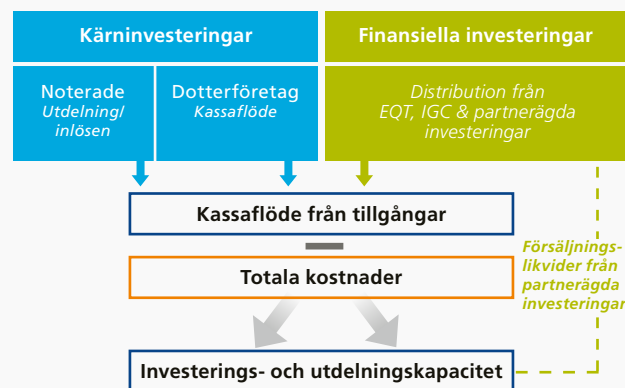 Kärninvesteringar
Finansiella investeringar
Noterade
Utdelning/
inlösen
Dotterföretag
Kassaflöde
Distribution från
EQT, IGC & partnerägda
investeringar
Kassaflöde från tillgångar
Totala kostnader
Försäljnings-
likvider från
partnerägda
investeringar
Investerings- och utdelningskapacitet